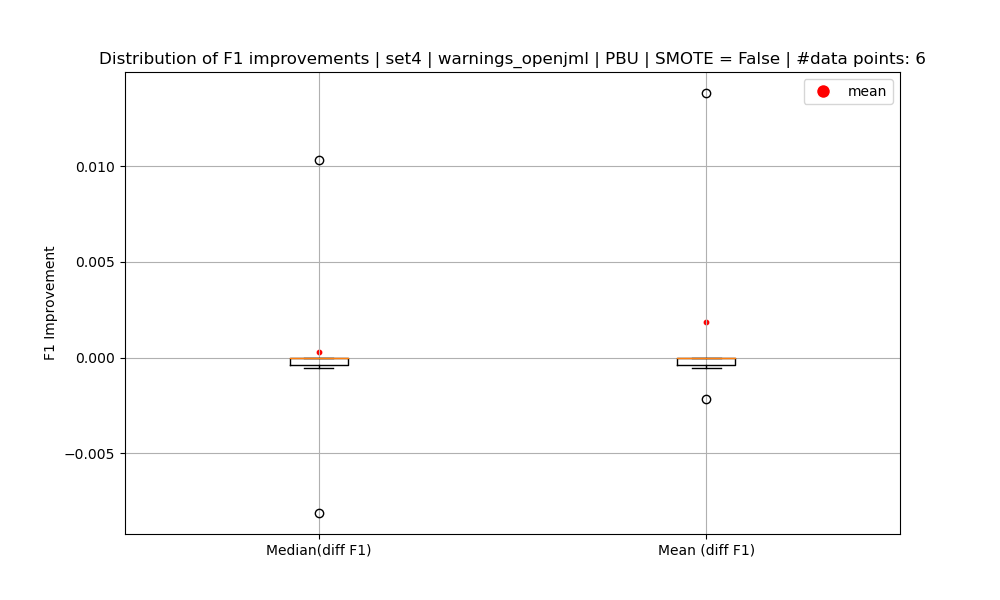 Distribution of F1 improvements | set4 | warnings_openjml | PBU | SMOTE = False | #data points: 6
mean
0.010
0.005
0.000
−0.005
F1 Improvement
Median(diff F1)
Mean (diff F1)